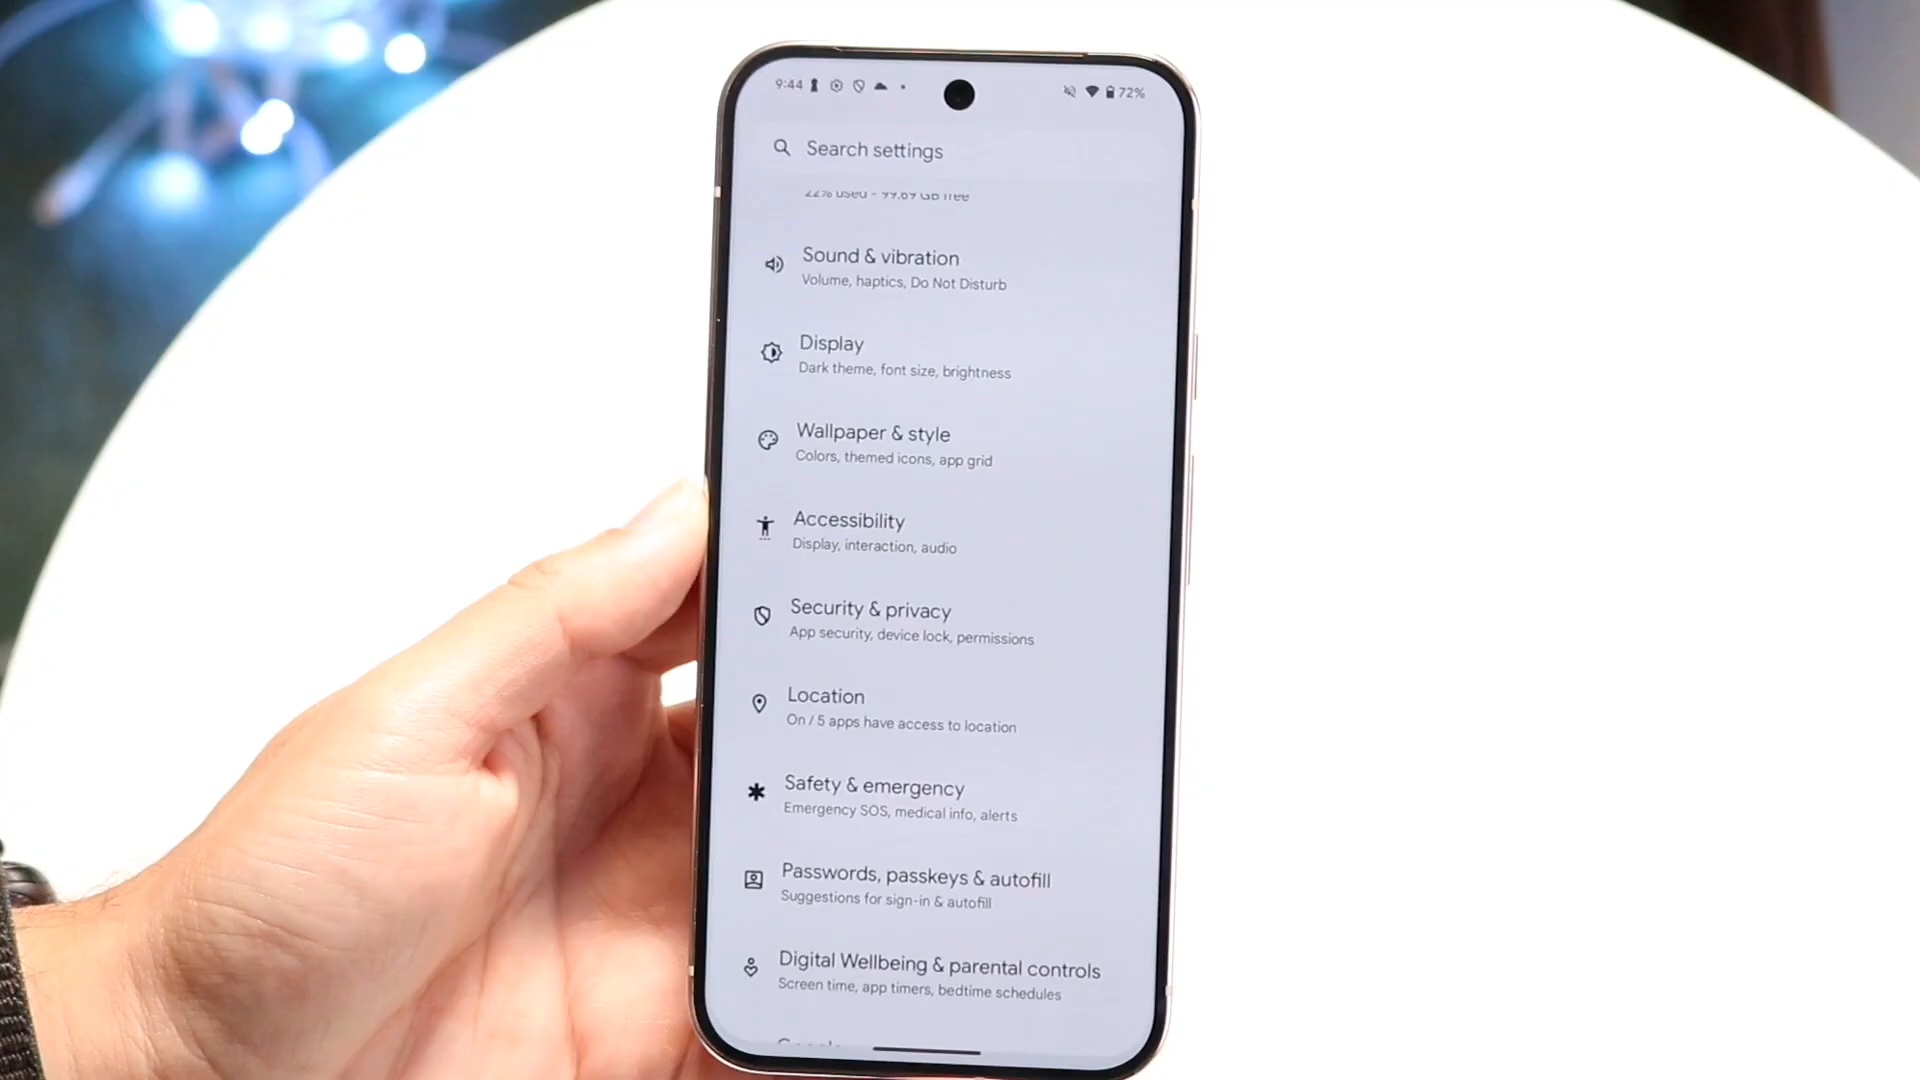 9:44
72%
Search settings
22% used - 99.69 GB free
Sound & vibration
Volume, haptics, Do Not Disturb
Display
Dark theme, font size, brightness
Wallpaper & style
Colors, themed icons, app grid
Accessibility
Display, interaction, audio
Security & privacy
App security, device lock, permissions
Location
On / 5 apps have access to location
Safety & emergency
Emergency SOS, medical info, alerts
Passwords, passkeys & autofill
Suggestions for sign-in & autofill
Digital Wellbeing & parental controls
Screen time, app timers, bedtime schedules
Google